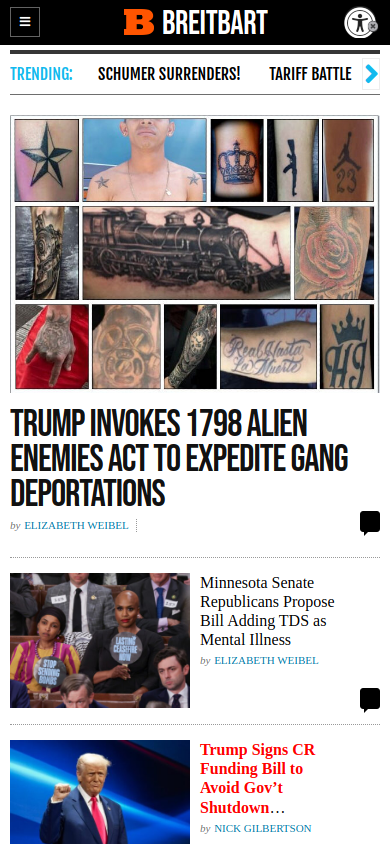 B BREITBART
TRENDING: SCHUMER SURRENDERS! TARIFF BATTLE
23
Real Hasta
La Muerte
HJ
TRUMP INVOKES 1798 ALIEN
ENEMIES ACT TO EXPEDITE GANG
DEPORTATIONS
by ELIZABETH WEIBEL
Minnesota Senate
Republicans Propose
Bill Adding TDS as
Mental Illness
by ELIZABETH WEIBEL
STOP
SENDING
BOMBS
LASTING
CEASEFIRE
NOW
Trump Signs CR
Funding Bill to
Avoid Gov’t
Shutdown…
by NICK GILBERTSON